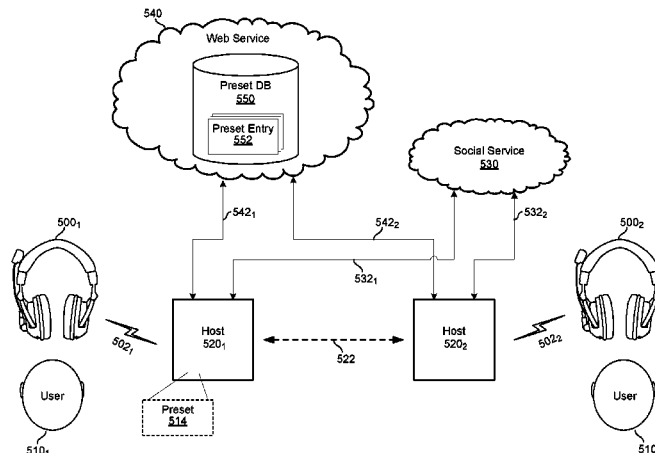 540
Web Service
Preset DB
550
Preset Entry
552
Social Service
530
542₁
542₂
532₂
532₁
500₁
500₂
502₁
Host
520₁
522
Host
520₂
502₂
User
510₁
Preset
514
User
510